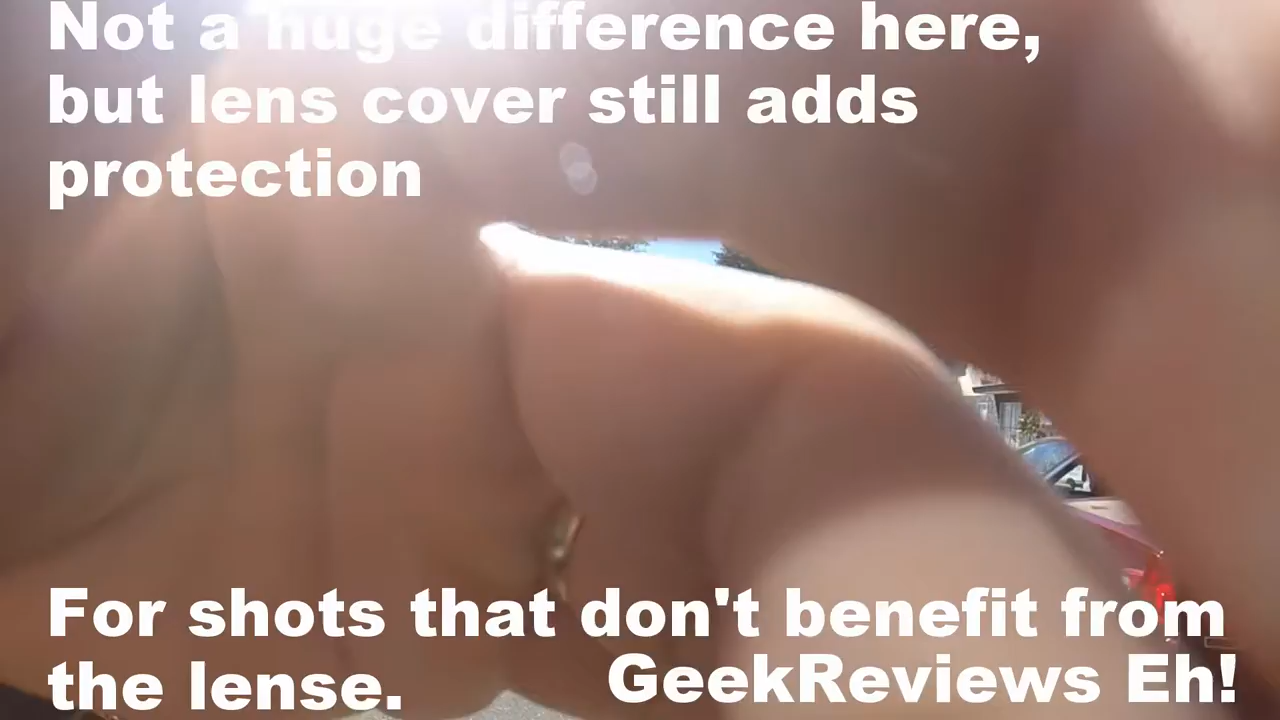 Not a huge difference here,
but lens cover still adds
protection
For shots that don't benefit from
the lense.
GeekReviews Eh!